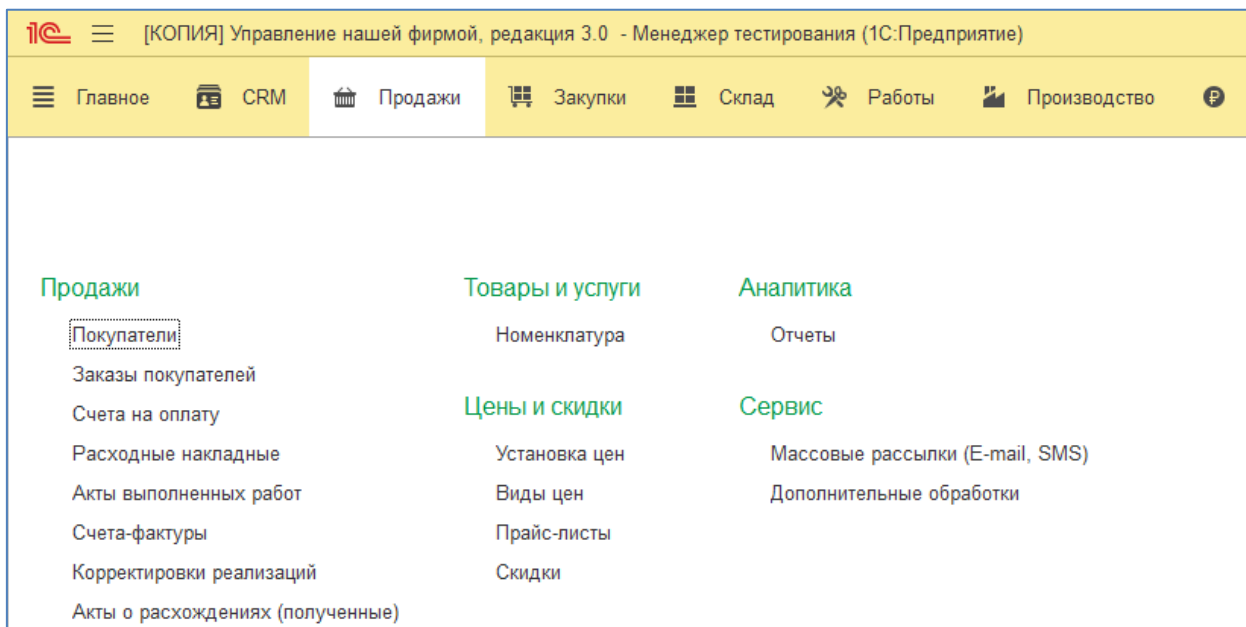 1С [КОПИЯ] Управление нашей фирмой, редакция 3.0 - Менеджер тестирования (1С:Предприятие)
Главное CRM Продажи Закупки Склад Работы Производство ₽
Продажи Товары и услуги Аналитика
Покупатели Номенклатура Отчеты
Заказы покупателей
Счета на оплату Цены и скидки Сервис
Расходные накладные Установка цен Массовые рассылки (E-mail, SMS)
Акты выполненных работ Виды цен Дополнительные обработки
Счета-фактуры Прайс-листы
Корректировки реализаций Скидки
Акты о расхождениях (полученные)